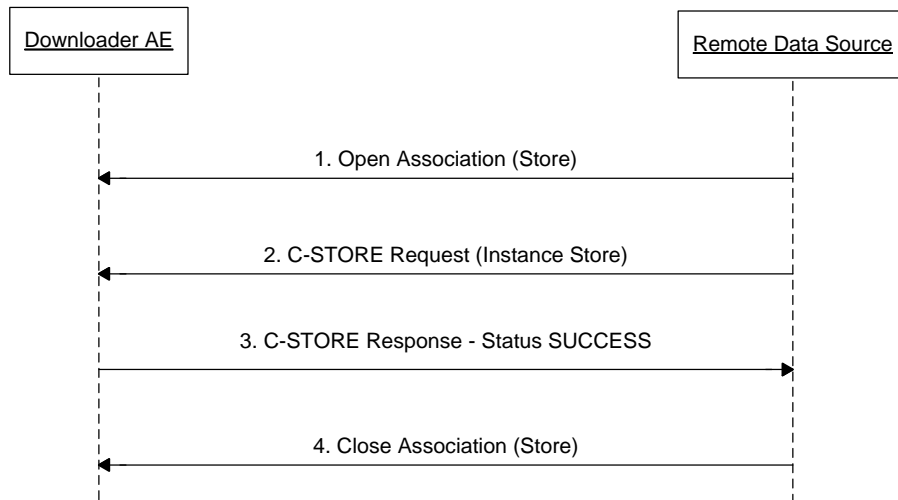 Downloader AE
Remote Data Source
1. Open Association (Store)
2. C-STORE Request (Instance Store)
3. C-STORE Response - Status SUCCESS
4. Close Association (Store)